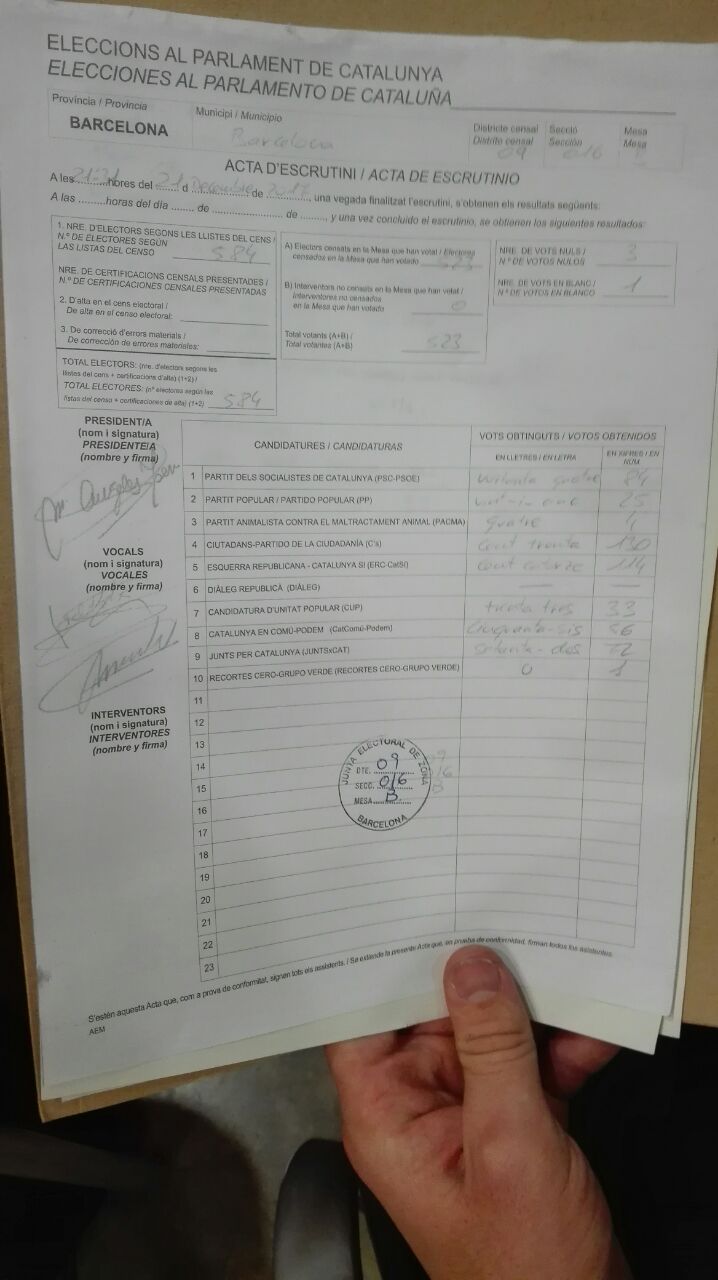 ELECCIONS AL PARLAMENT DE CATALUNYA
ELECCIONES AL PARLAMENTO DE CATALUÑA
Província / Provincia
BARCELONA
Municipi / Municipio
Barcelona
Districte censal
Distrito censal
09
Secció
Sección
016
Mesa
Mesa
B
ACTA D'ESCRUTINI / ACTA DE ESCRUTINIO
A les ........ hores del 21 d Decembre de 2017, una vegada finalitzat l'escrutini, s'obtenen els resultats següents:
A las ........ horas del día ...... de .................. de ......., y una vez concluido el escrutinio, se obtienen los siguientes resultados:
1. NRE. D'ELECTORS SEGONS LES LLISTES DEL CENS /
N.º DE ELECTORES SEGÚN
LAS LISTAS DEL CENSO
584
NRE. DE CERTIFICACIONS CENSALS PRESENTADES /
N.º DE CERTIFICACIONES CENSALES PRESENTADAS
2. D'alta en el cens electoral /
De alta en el censo electoral:
3. De correcció d'errors materials /
De corrección de errores materiales:
TOTAL ELECTORS: (nre. d'electors segons les
llistes del cens + certificacions d'alta) (1+2) /
TOTAL ELECTORES: (nº electores según las
listas del censo + certificaciones de alta) (1+2)
584
A) Electors censats en la Mesa que han votat / Electores
censados en la Mesa que han votado
523
B) Interventors no censats en la Mesa que han votat /
Interventores no censados
en la Mesa que han votado
0
Total votants (A+B) /
Total votantes (A+B)
523
NRE. DE VOTS NULS /
N.º DE VOTOS NULOS
3
NRE. DE VOTS EN BLANC /
N.º DE VOTOS EN BLANCO
1
PRESIDENT/A
(nom i signatura)
PRESIDENTE/A
(nombre y firma)
VOCALS
(nom i signatura)
VOCALES
(nombre y firma)
INTERVENTORS
(nom i signatura)
INTERVENTORES
(nombre y firma)
CANDIDATURES / CANDIDATURAS
VOTS OBTINGUTS / VOTOS OBTENIDOS
EN LLETRES / EN LETRA
EN XIFRES / EN NÚM
1 PARTIT DELS SOCIALISTES DE CATALUNYA (PSC-PSOE) vuitanta quatre 84
2 PARTIT POPULAR / PARTIDO POPULAR (PP) 25
3 PARTIT ANIMALISTA CONTRA EL MALTRACTAMENT ANIMAL (PACMA) quatre 4
4 CIUTADANS-PARTIDO DE LA CIUDADANÍA (C's) cent trenta 130
5 ESQUERRA REPUBLICANA - CATALUNYA SÍ (ERC-CatSí) cent catorze 114
6 DIÀLEG REPUBLICÀ (DIÀLEG) — —
7 CANDIDATURA D'UNITAT POPULAR (CUP) trenta tres 33
8 CATALUNYA EN COMÚ-PODEM (CatComú-Podem) cinquanta-sis 56
9 JUNTS PER CATALUNYA (JUNTSxCAT) setanta-dos 72
10 RECORTES CERO-GRUPO VERDE (RECORTES CERO-GRUPO VERDE)
11
12
13
14
15
16
17
18
19
20
21
22
23
JUNTA ELECTORAL DE ZONA
DTE. 09
SECC. 016
MESA B
BARCELONA
S'estén aquesta Acta que, com a prova de conformitat, signen tots els assistents. / Se extiende la presente Acta que, en prueba de conformidad, firman todos los asistentes.
AEM